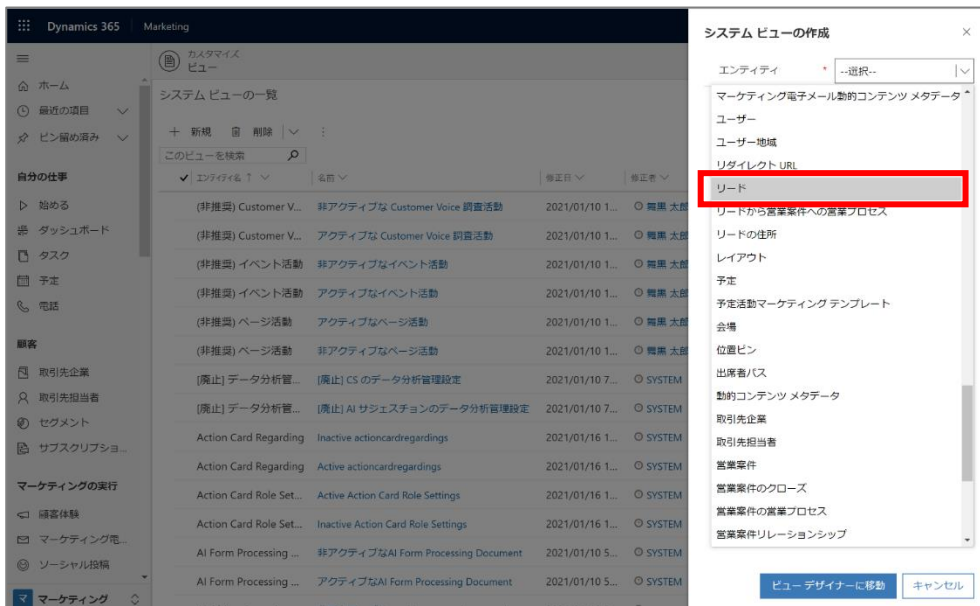 Dynamics 365 Marketing
カスタマイズ
ビュー
システム ビューの一覧
+ 新規 削除
このビューを検索
エンティティ名 ↑ 名前 修正日 修正者
(非推奨) Customer V... 非アクティブな Customer Voice 調査活動 2021/01/10 1... 舞黒 太郎
(非推奨) Customer V... アクティブな Customer Voice 調査活動 2021/01/10 1... 舞黒 太郎
(非推奨) イベント活動 非アクティブなイベント活動 2021/01/10 1... 舞黒 太郎
(非推奨) イベント活動 アクティブなイベント活動 2021/01/10 1... 舞黒 太郎
(非推奨) ページ活動 アクティブなページ活動 2021/01/10 1... 舞黒 太郎
(非推奨) ページ活動 非アクティブなページ活動 2021/01/10 1... 舞黒 太郎
[廃止] データ分析管... [廃止] CS のデータ分析管理設定 2021/01/10 7... SYSTEM
[廃止] データ分析管... [廃止] AI サジェスチョンのデータ分析管理設定 2021/01/10 7... SYSTEM
Action Card Regarding Inactive actioncardregardings 2021/01/16 1... SYSTEM
Action Card Regarding Active actioncardregardings 2021/01/16 1... SYSTEM
Action Card Role Set... Active Action Card Role Settings 2021/01/16 1... SYSTEM
Action Card Role Set... Inactive Action Card Role Settings 2021/01/16 1... SYSTEM
AI Form Processing ... 非アクティブなAI Form Processing Document 2021/01/10 5... SYSTEM
AI Form Processing ... アクティブなAI Form Processing Document 2021/01/10 5... SYSTEM
ホーム
最近の項目
ピン留め済み
自分の仕事
始める
ダッシュボード
タスク
予定
電話
顧客
取引先企業
取引先担当者
セグメント
サブスクリプショ...
マーケティングの実行
顧客体験
マーケティング電...
ソーシャル投稿
マ マーケティング
システム ビューの作成
エンティティ * --選択--
マーケティング電子メール動的コンテンツ メタデータ
ユーザー
ユーザー地域
リダイレクト URL
リード
リードから営業案件への営業プロセス
リードの住所
レイアウト
予定
予定活動マーケティング テンプレート
会場
位置ピン
出席者パス
動的コンテンツ メタデータ
取引先企業
取引先担当者
営業案件
営業案件のクローズ
営業案件の営業プロセス
営業案件リレーションシップ
ビュー デザイナーに移動 キャンセル